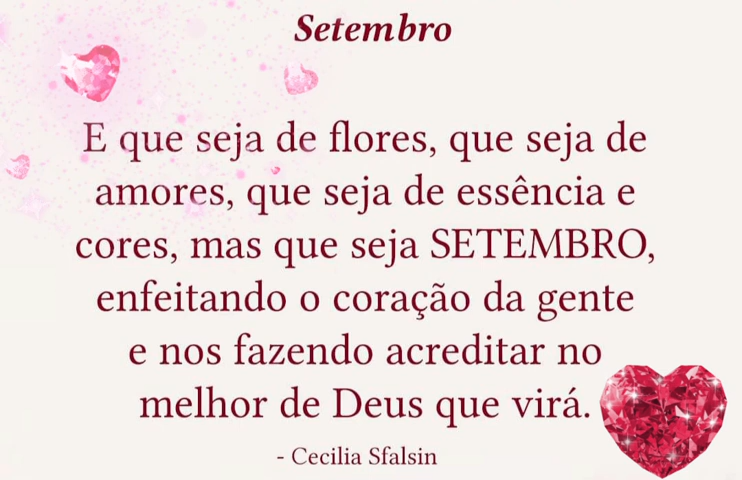 Setembro
E que seja de flores, que seja de
amores, que seja de essência e
cores, mas que seja SETEMBRO,
enfeitando o coração da gente
e nos fazendo acreditar no
melhor de Deus que virá.
- Cecilia Sfalsin